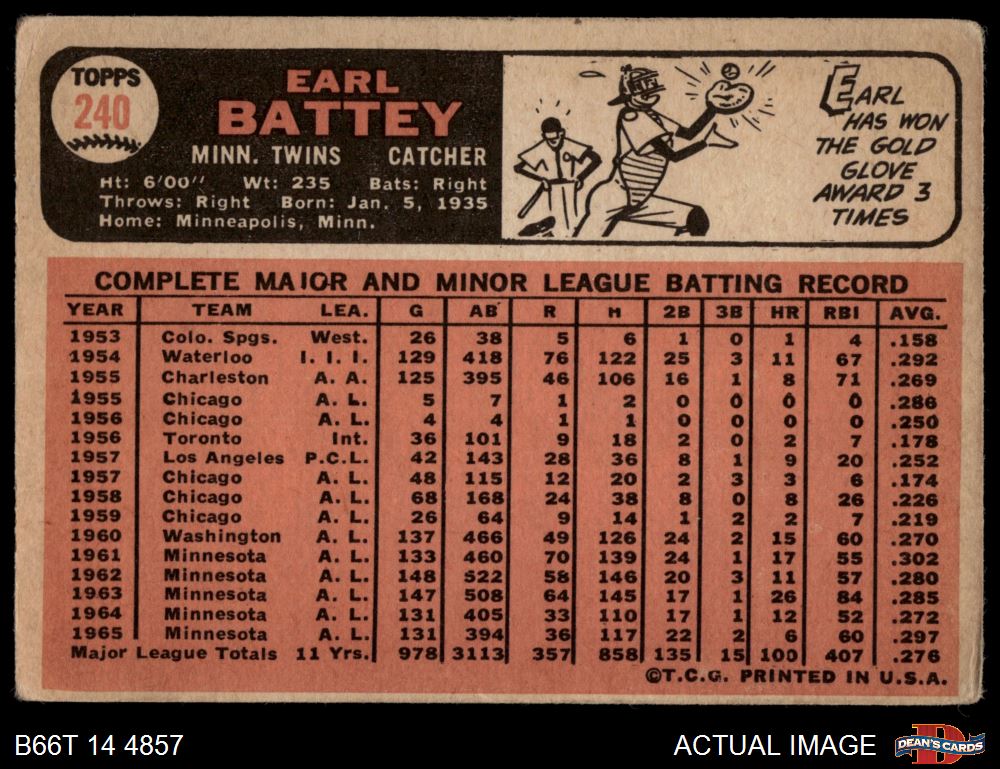 TOPPS
240
EARL
BATTEY
MINN. TWINS CATCHER
Ht: 6'00" Wt: 235 Bats: Right
Throws: Right Born: Jan. 5, 1935
Home: Minneapolis, Minn.
EARL
HAS WON
THE GOLD
GLOVE
AWARD 3
TIMES
COMPLETE MAJOR AND MINOR LEAGUE BATTING RECORD
YEAR TEAM LEA. G AB R H 2B 3B HR RBI AVG.
1953 Colo. Spgs. West. 26 38 5 6 1 0 1 4 .158
1954 Waterloo I. I. I. 129 418 76 122 25 3 11 67 .292
1955 Charleston A. A. 125 395 46 106 16 1 8 71 .269
1955 Chicago A. L. 5 7 1 2 0 0 0 0 .286
1956 Chicago A. L. 4 4 1 1 0 0 0 0 .250
1956 Toronto Int. 36 101 9 18 2 0 2 7 .178
1957 Los Angeles P.C.L. 42 143 28 36 8 1 9 20 .252
1957 Chicago A. L. 48 115 12 20 2 3 3 6 .174
1958 Chicago A. L. 68 168 24 38 8 0 8 26 .226
1959 Chicago A. L. 26 64 9 14 1 2 2 7 .219
1960 Washington A. L. 137 466 49 126 24 2 15 60 .270
1961 Minnesota A. L. 133 460 70 139 24 1 17 55 .302
1962 Minnesota A. L. 148 522 58 146 20 3 11 57 .280
1963 Minnesota A. L. 147 508 64 145 17 1 26 84 .285
1964 Minnesota A. L. 131 405 33 110 17 1 12 52 .272
1965 Minnesota A. L. 131 394 36 117 22 2 6 60 .297
Major League Totals 11 Yrs. 978 3113 357 858 135 15 100 407 .276
©T.C.G. PRINTED IN U.S.A.
B66T 14 4857 ACTUAL IMAGE
D
DEAN'S CARDS